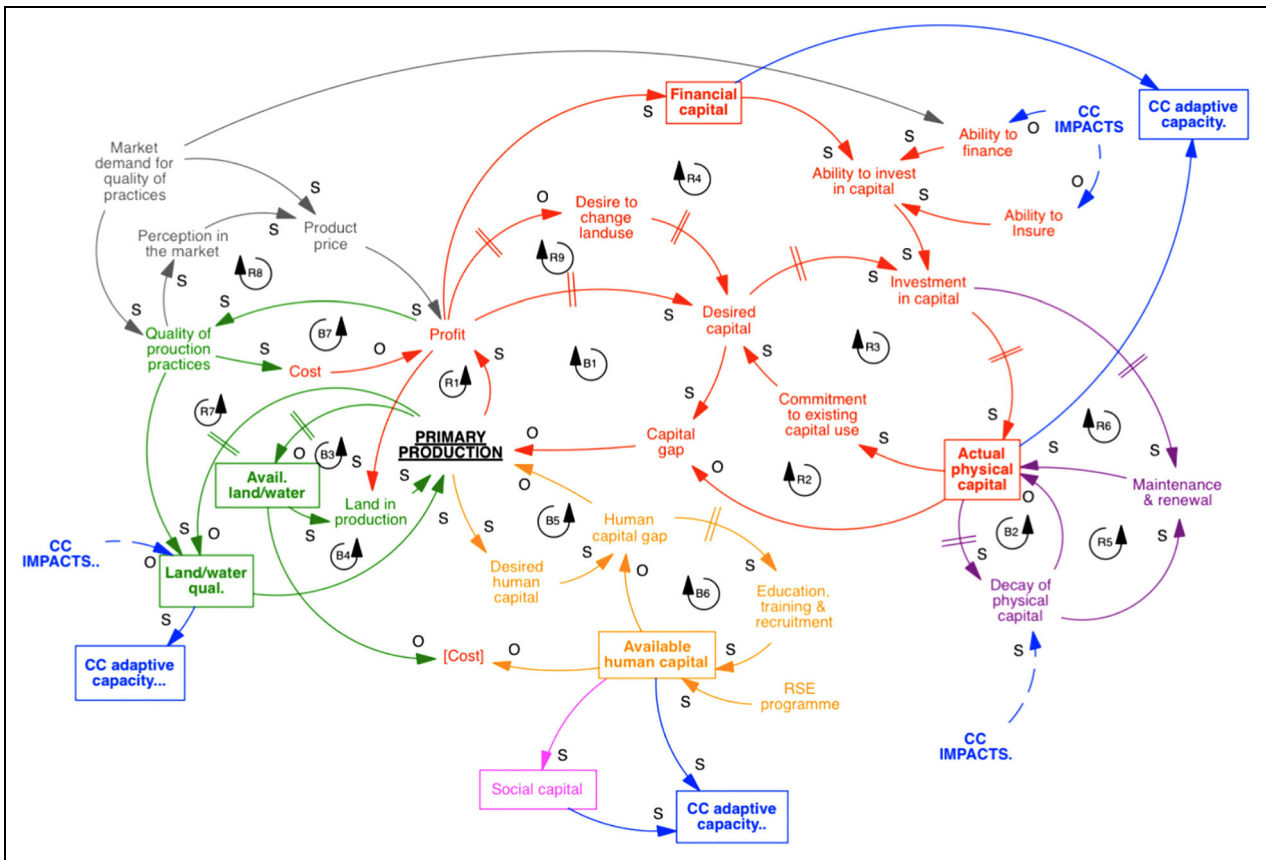 Financial
capital
CC adaptive
capacity.
CC
IMPACTS
O
Ability to
finance
S
S
S
Market
demand for
quality of
practices
S
R4
Ability to invest
in capital
S
O
Ability to
Insure
O
Desire to
change
landuse
S
Perception in
the market
Product
price
S
R8
R9
S
S
S
Investment
in capital
S
S
S
Desired
capital
S
Profit
Quality of
prouction
practices
B7
S
O
Cost
S
R1
B1
R3
S
S
Commitment
to existing
capital use
R7
PRIMARY
PRODUCTION
O
Capital
gap
S
R6
S
O
B3
S
S
Actual
physical
capital
S
S
Avail.
land/water
O
R2
O
Maintenance
& renewal
Land in
production
S
B4
S
S
O
B5
Human
capital gap
S
B2
R5
S
S
O
CC
IMPACTS..
O
Land/water
qual.
Desired
human
capital
S
O
B6
S
Education,
training &
recruitment
S
Decay of
physical
capital
S
S
O
[Cost]
O
Available
human capital
S
CC adaptive
capacity...
S
RSE
programme
CC
IMPACTS.
S
S
Social capital
S
CC adaptive
capacity..